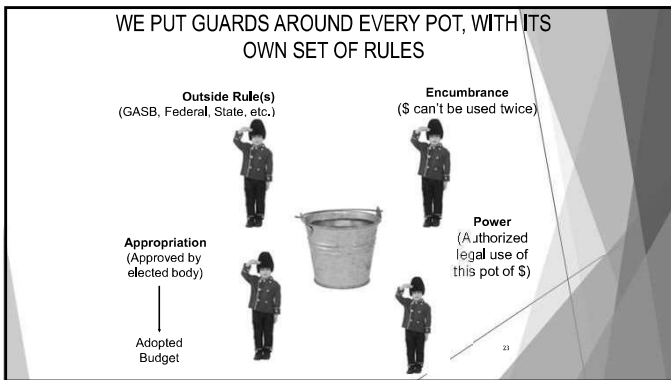 WE PUT GUARDS AROUND EVERY POT, WITH ITS
OWN SET OF RULES
Outside Rule(s)
(GASB, Federal, State, etc.)
Encumbrance
($ can't be used twice)
Appropriation
(Approved by
elected body)
Adopted
Budget
Power
(Authorized
legal use of
this pot of $)
23